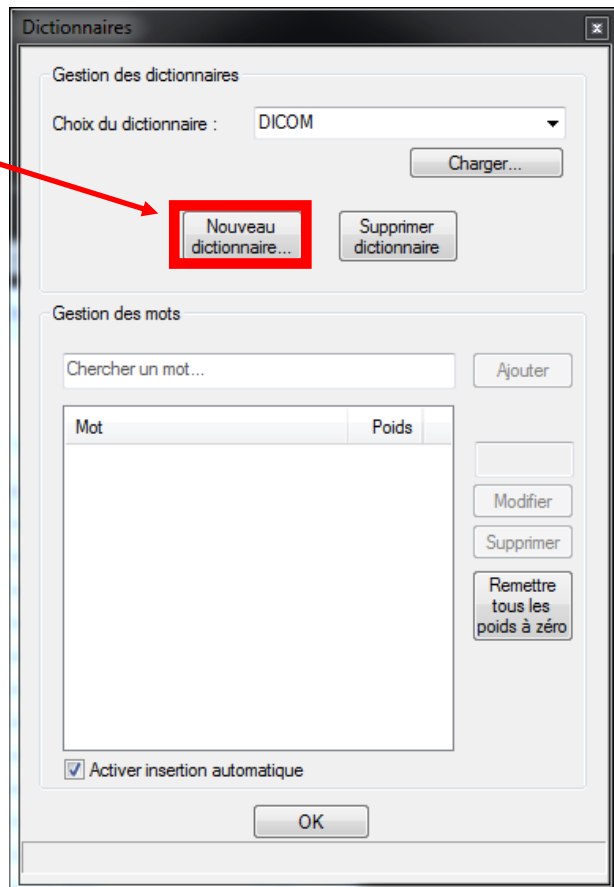 Dictionnaires
Gestion des dictionnaires
Choix du dictionnaire :
DICOM
Charger...
Nouveau
dictionnaire...
Supprimer
dictionnaire
Gestion des mots
Chercher un mot...
Ajouter
Mot
Poids
Modifier
Supprimer
Remettre
tous les
poids à zéro
Activer insertion automatique
OK